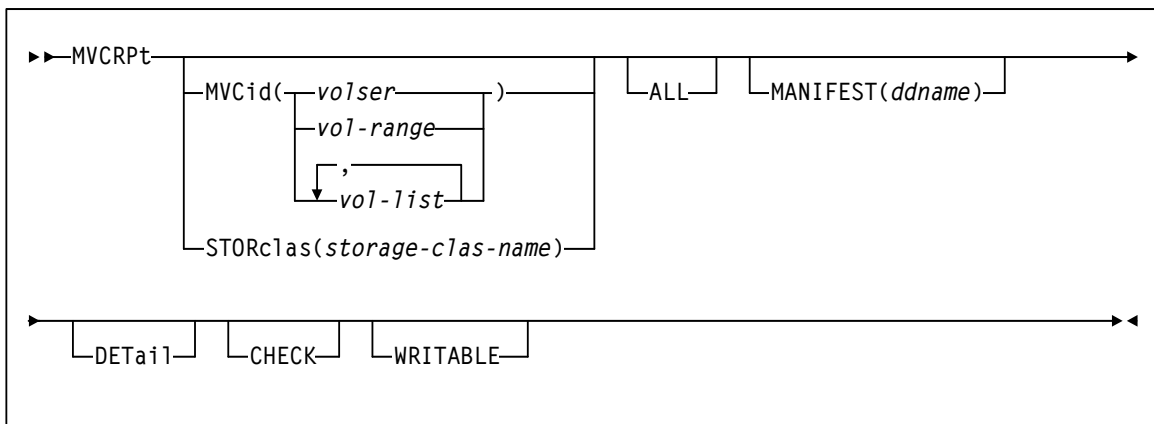 MVCRPt
MVCid( volser ) ALL MANIFEST(ddname)
vol-range
,
vol-list
STORclas(storage-clas-name)
DETail CHECK WRITABLE